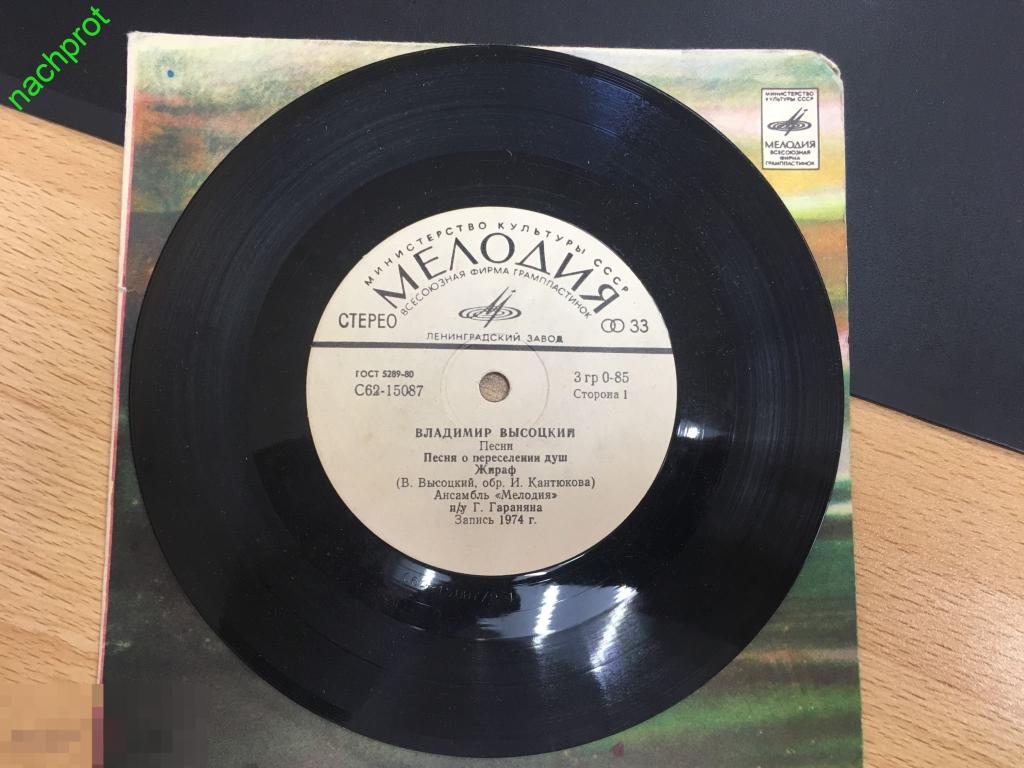 nachprot
МИНИСТЕРСТВО
КУЛЬТУРЫ СССР
МЕЛОДИЯ
ВСЕСОЮЗНАЯ
ФИРМА
ГРАМПЛАСТИНОК
МИНИСТЕРСТВО КУЛЬТУРЫ СССР
МЕЛОДИЯ
ВСЕСОЮЗНАЯ ФИРМА ГРАМПЛАСТИНОК
СТЕРЕО
33
ЛЕНИНГРАДСКИЙ ЗАВОД
ГОСТ 5289-80
С62-15087
3 гр 0-85
Сторона 1
ВЛАДИМИР ВЫСОЦКИЙ
Песни
Песня о переселении душ
Жираф
(В. Высоцкий, обр. И. Кантюкова)
Ансамбль «Мелодия»
п/у Г. Гараняна
Запись 1974 г.